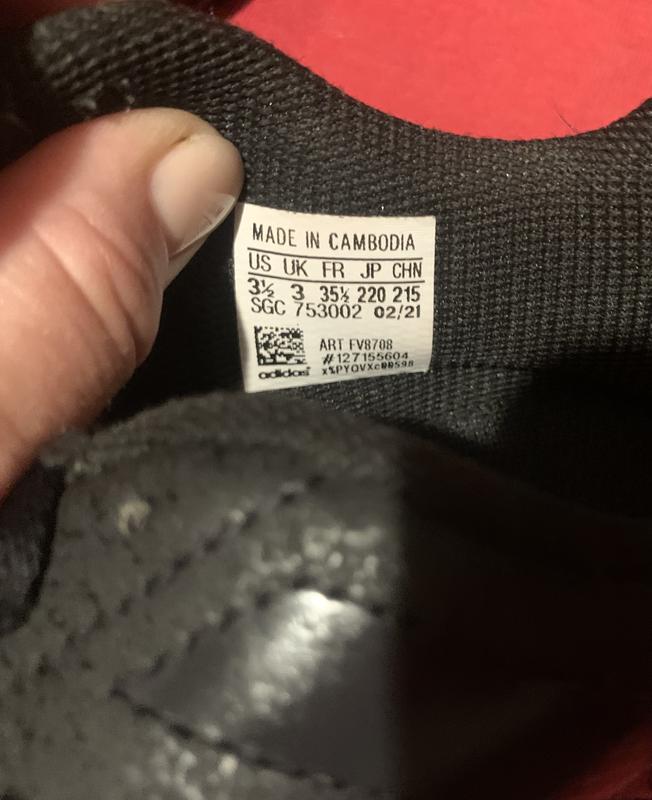 MADE IN CAMBODIA
US UK FR JP CHN
3½ 3 35½ 220 215
SGC 753002 02/21
ART FV8708
#127155604
adidas